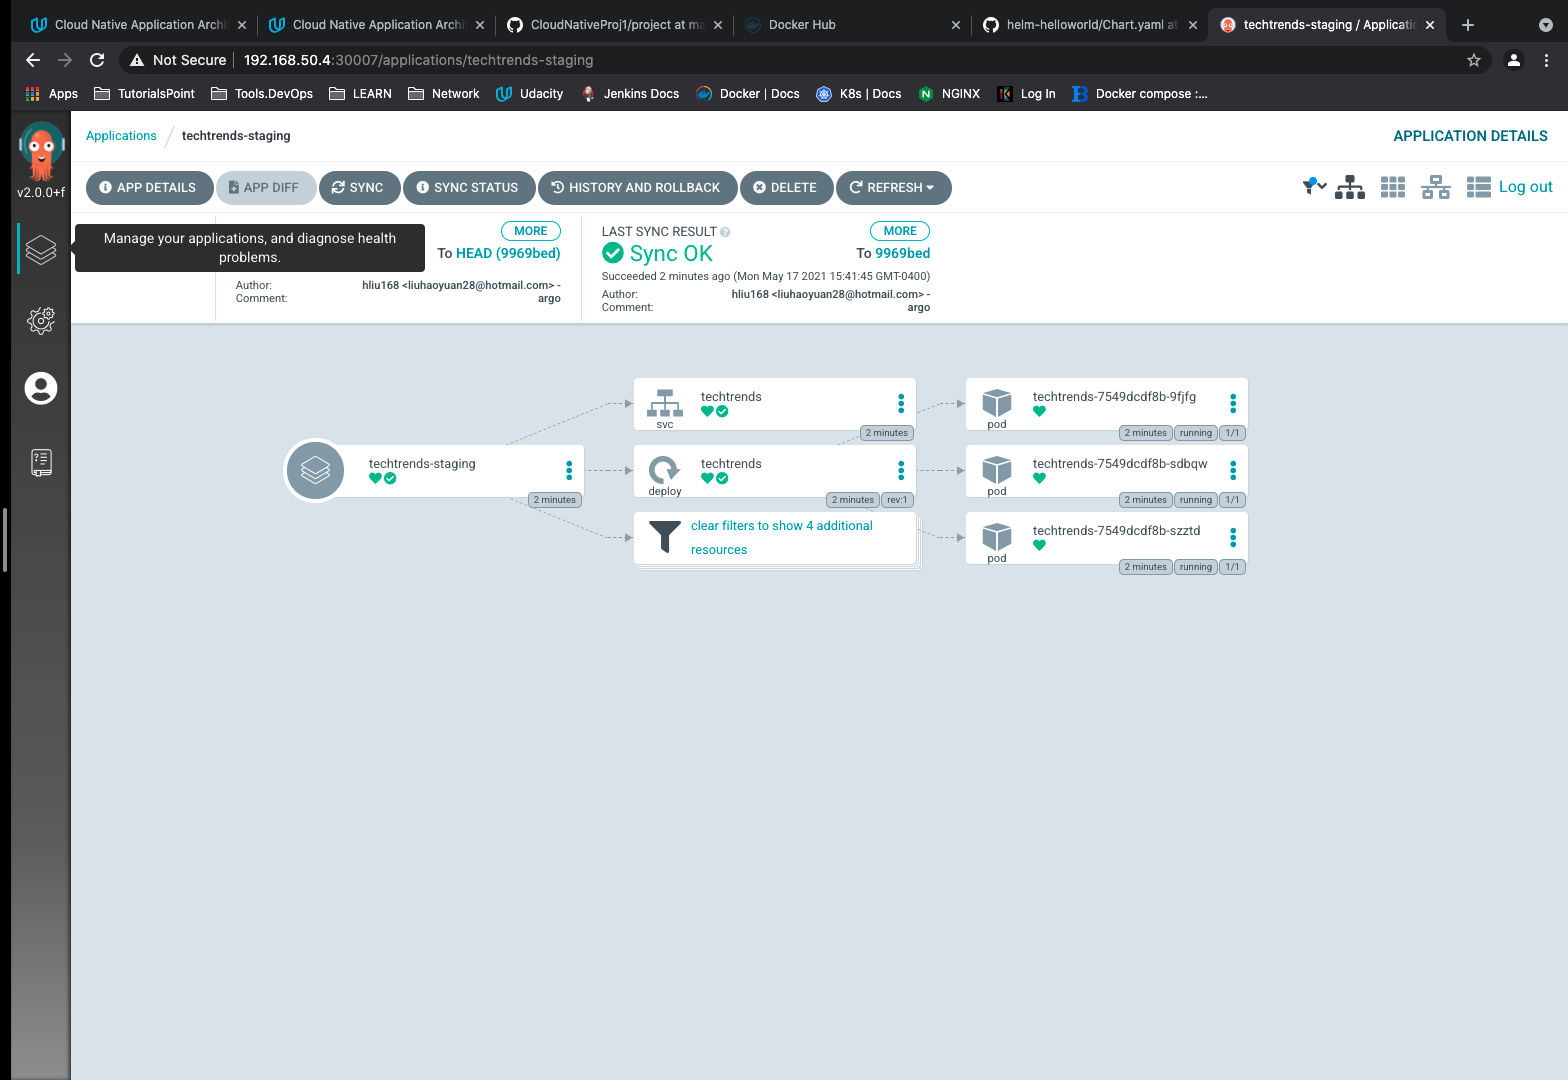 Cloud Native Application Archi
Cloud Native Application Archi
CloudNativeProj1/project at ma
Docker Hub
helm-helloworld/Chart.yaml at
techtrends-staging / Applicatio
Not Secure
192.168.50.4:30007/applications/techtrends-staging
Apps
TutorialsPoint
Tools.DevOps
LEARN
Network
Udacity
Jenkins Docs
Docker | Docs
K8s | Docs
NGINX
Log In
Docker compose :...
v2.0.0+f
Applications
techtrends-staging
APPLICATION DETAILS
APP DETAILS
APP DIFF
SYNC
SYNC STATUS
HISTORY AND ROLLBACK
DELETE
REFRESH
Log out
Manage your applications, and diagnose health
problems.
MORE
To HEAD (9969bed)
Author:
hliu168 <liuhaoyuan28@hotmail.com> -
Comment:
argo
LAST SYNC RESULT
MORE
Sync OK
To 9969bed
Succeeded 2 minutes ago (Mon May 17 2021 15:41:45 GMT-0400)
Author:
hliu168 <liuhaoyuan28@hotmail.com> -
Comment:
argo
techtrends-staging
2 minutes
techtrends
svc
2 minutes
techtrends
deploy
2 minutes
rev:1
clear filters to show 4 additional
resources
techtrends-7549dcdf8b-9fjfg
pod
2 minutes
running
1/1
techtrends-7549dcdf8b-sdbqw
pod
2 minutes
running
1/1
techtrends-7549dcdf8b-szztd
pod
2 minutes
running
1/1